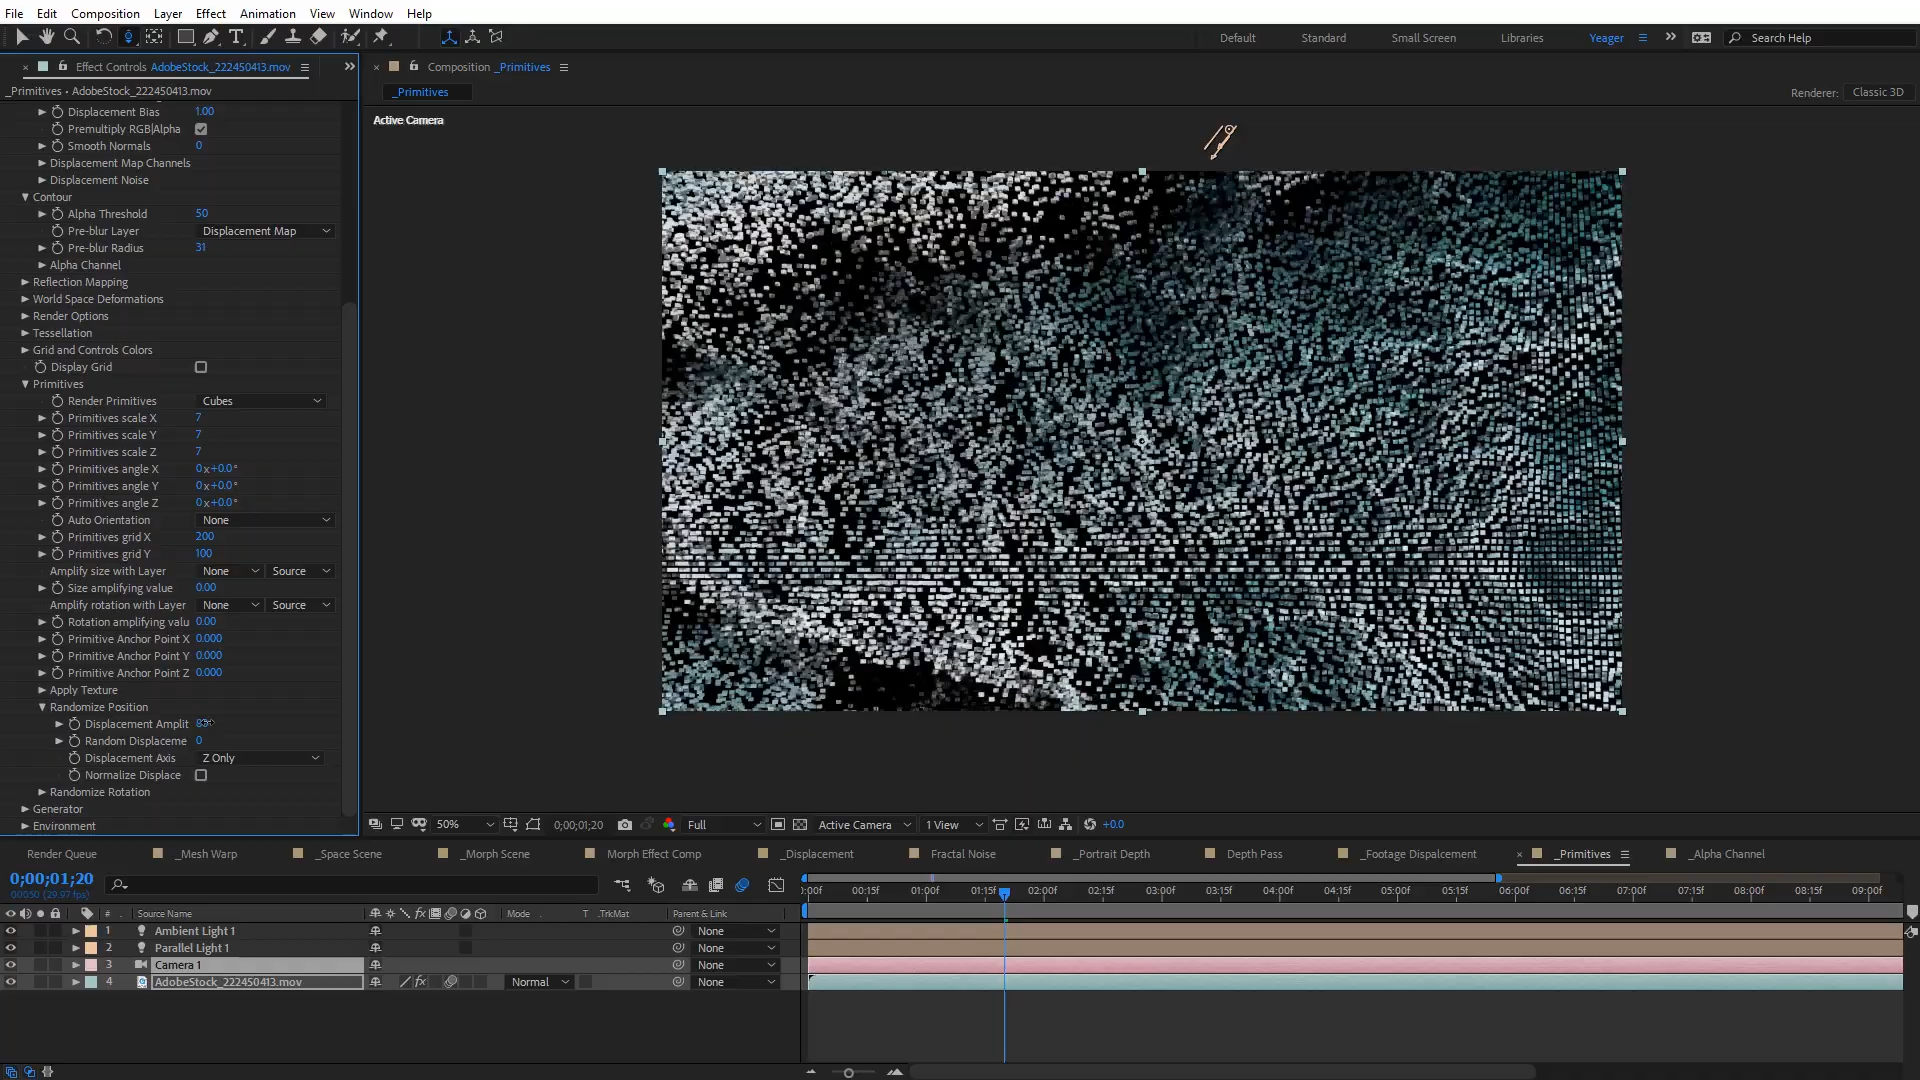 File Edit Composition Layer Effect Animation View Window Help
Default Standard Small Screen Libraries Yeager Search Help
Effect Controls AdobeStock_222450413.mov
Composition _Primitives
_Primitives • AdobeStock_222450413.mov
_Primitives
Renderer: Classic 3D
Active Camera
Displacement Bias 1.00
Premultiply RGB|Alpha
Smooth Normals 0
Displacement Map Channels
Displacement Noise
Contour
Alpha Threshold 50
Pre-blur Layer Displacement Map
Pre-blur Radius 31
Alpha Channel
Reflection Mapping
World Space Deformations
Render Options
Tessellation
Grid and Controls Colors
Display Grid
Primitives
Render Primitives Cubes
Primitives scale X 7
Primitives scale Y 7
Primitives scale Z 7
Primitives angle X 0x+0.0°
Primitives angle Y 0x+0.0°
Primitives angle Z 0x+0.0°
Auto Orientation None
Primitives grid X 200
Primitives grid Y 100
Amplify size with Layer None Source
Size amplifying value 0.00
Amplify rotation with Layer None Source
Rotation amplifying valu 0.00
Primitive Anchor Point X 0.000
Primitive Anchor Point Y 0.000
Primitive Anchor Point Z 0.000
Apply Texture
Randomize Position
Displacement Amplit
Random Displaceme 0
Displacement Axis Z Only
Normalize Displace
Randomize Rotation
Generator
Environment
50% 0;00;01;20 Full Active Camera 1 View +0.0
Render Queue _Mesh Warp _Space Scene _Morph Scene Morph Effect Comp _Displacement Fractal Noise _Portrait Depth Depth Pass _Footage Dispalcement _Primitives _Alpha Channel
0;00;01;20
00050 (29.97 fps)
:00f 00:15f 01:00f 01:15f 02:00f 02:15f 03:00f 03:15f 04:00f 04:15f 05:00f 05:15f 06:00f 06:15f 07:00f 07:15f 08:00f 08:15f 09:00f
# Source Name Mode T .TrkMat Parent & Link
1 Ambient Light 1 None
2 Parallel Light 1 None
3 Camera 1 None
4 AdobeStock_222450413.mov Normal None